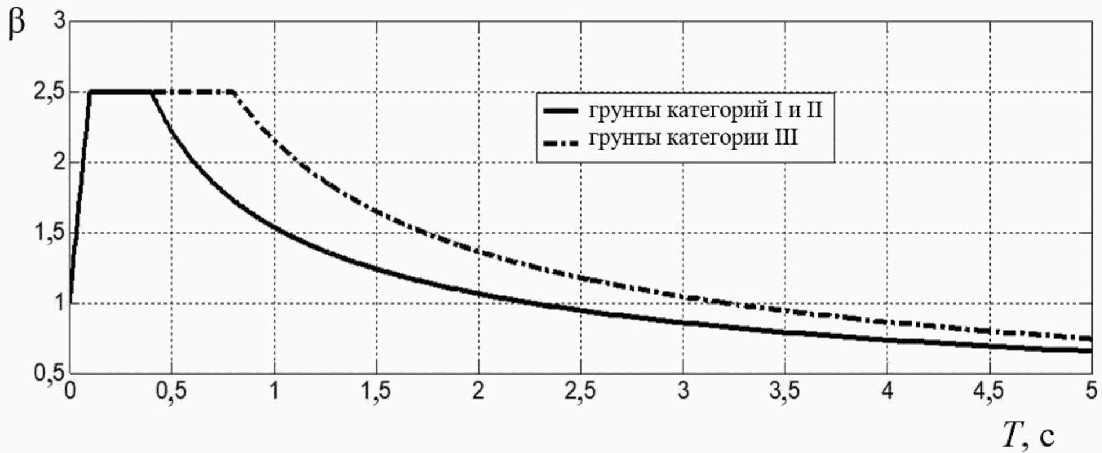 β
3
2,5
2
1,5
1
0,5
грунты категорий I и II
грунты категории III
0 0,5 1 1,5 2 2,5 3 3,5 4 4,5 5
T, с